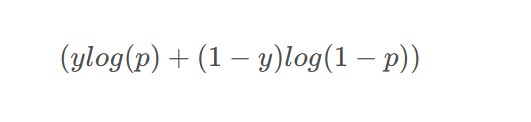 (ylog(p) + (1 − y)log(1 − p))